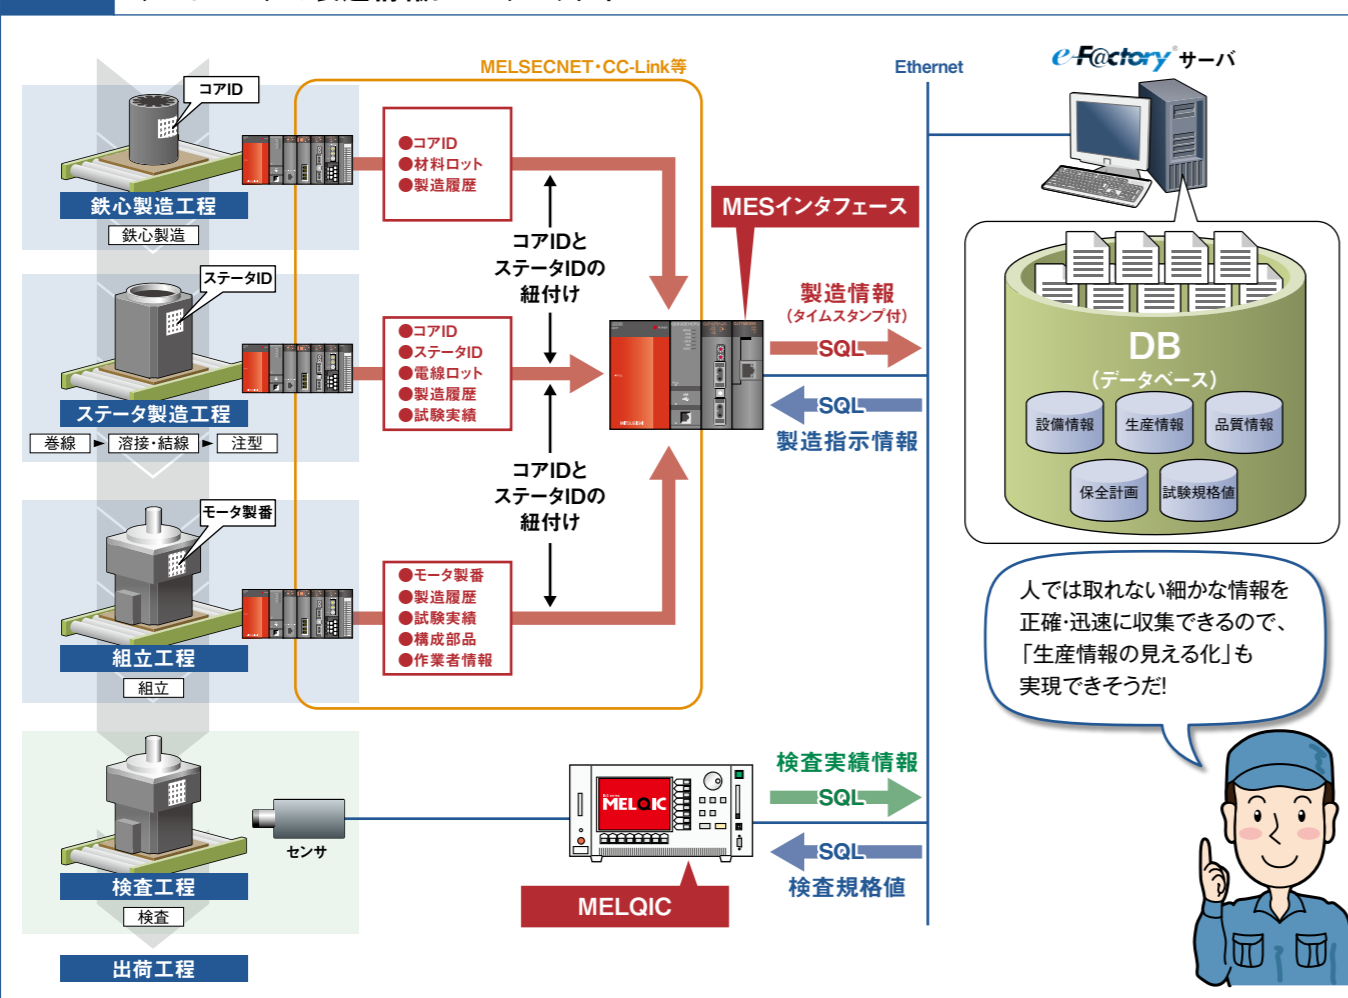 MELSECNET・CC-Link等
Ethernet
e-F@ctory サーバ
コアID
●コアID
●材料ロット
●製造履歴
鉄心製造工程
鉄心製造
MESインタフェース
コアIDと
ステータIDの
紐付け
ステータID
●コアID
●ステータID
●電線ロット
●製造履歴
●試験実績
ステータ製造工程
巻線
溶接・結線
注型
製造情報
(タイムスタンプ付)
SQL
SQL
製造指示情報
MITSUBISHI
DB
(データベース)
設備情報
生産情報
品質情報
保全計画
試験規格値
コアIDと
ステータIDの
紐付け
モータ製番
●モータ製番
●製造履歴
●試験実績
●構成部品
●作業者情報
組立工程
組立
人では取れない細かな情報を
正確・迅速に収集できるので、
「生産情報の見える化」も
実現できそうだ!
センサ
検査工程
検査
MELQIC
MELQIC
検査実績情報
SQL
SQL
検査規格値
出荷工程